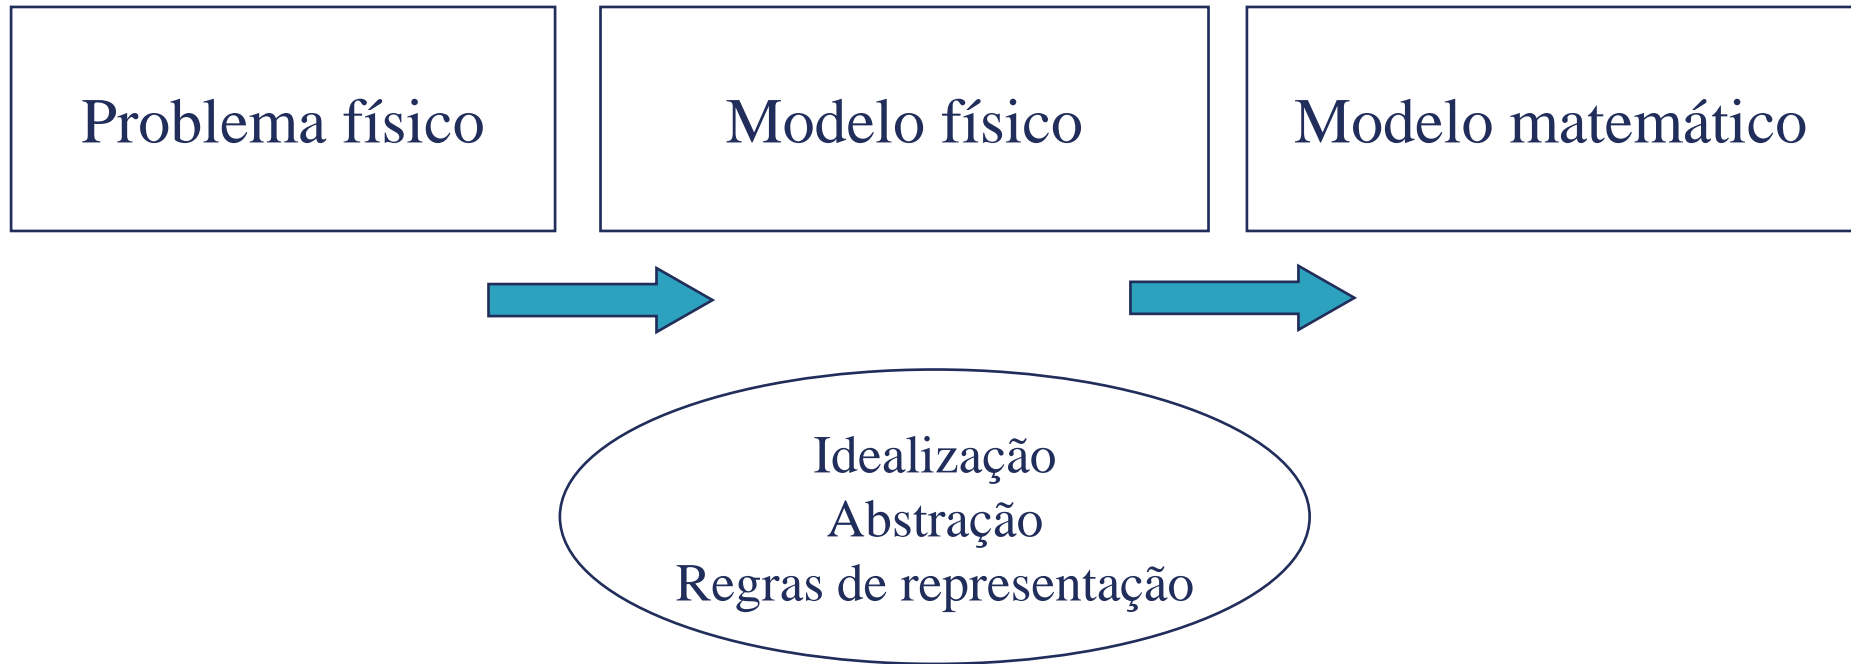 Problema físico
Modelo físico
Modelo matemático
Idealização
Abstração
Regras de representação